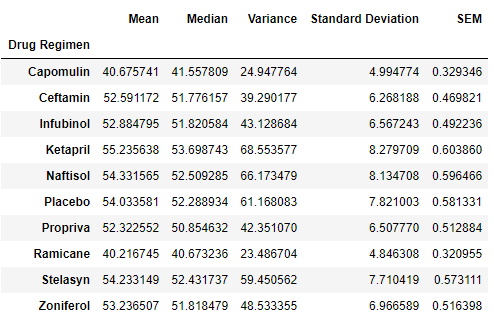 Mean Median Variance Standard Deviation SEM
Drug Regimen
Capomulin 40.675741 41.557809 24.947764 4.994774 0.329346
Ceftamin 52.591172 51.776157 39.290177 6.268188 0.469821
Infubinol 52.884795 51.820584 43.128684 6.567243 0.492236
Ketapril 55.235638 53.698743 68.553577 8.279709 0.603860
Naftisol 54.331565 52.509285 66.173479 8.134708 0.596466
Placebo 54.033581 52.288934 61.168083 7.821003 0.581331
Propriva 52.322552 50.854632 42.351070 6.507770 0.512884
Ramicane 40.216745 40.673236 23.486704 4.846308 0.320955
Stelasyn 54.233149 52.431737 59.450562 7.710419 0.573111
Zoniferol 53.236507 51.818479 48.533355 6.966589 0.516398